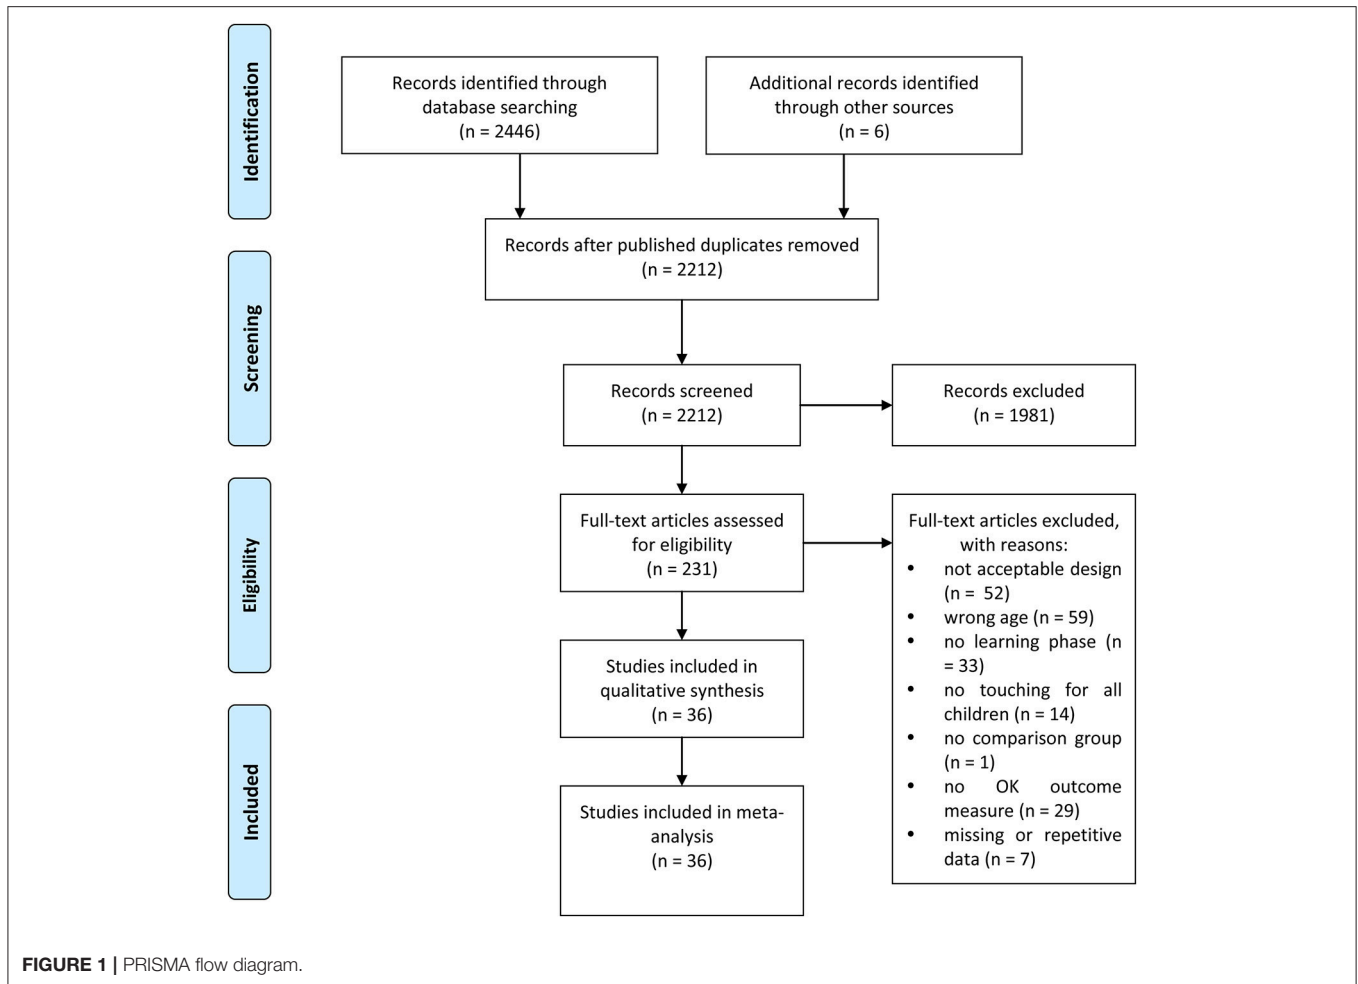 Identification
Records identified through
database searching
(n = 2446)
Additional records identified
through other sources
(n = 6)
Records after published duplicates removed
(n = 2212)
Screening
Records screened
(n = 2212)
Records excluded
(n = 1981)
Eligibility
Full-text articles assessed
for eligibility
(n = 231)
Full-text articles excluded,
with reasons:
• not acceptable design
(n = 52)
• wrong age (n = 59)
• no learning phase (n
= 33)
• no touching for all
children (n = 14)
• no comparison group
(n = 1)
• no OK outcome
measure (n = 29)
• missing or repetitive
data (n = 7)
Studies included in
qualitative synthesis
(n = 36)
Included
Studies included in meta-
analysis
(n = 36)
FIGURE 1 | PRISMA flow diagram.